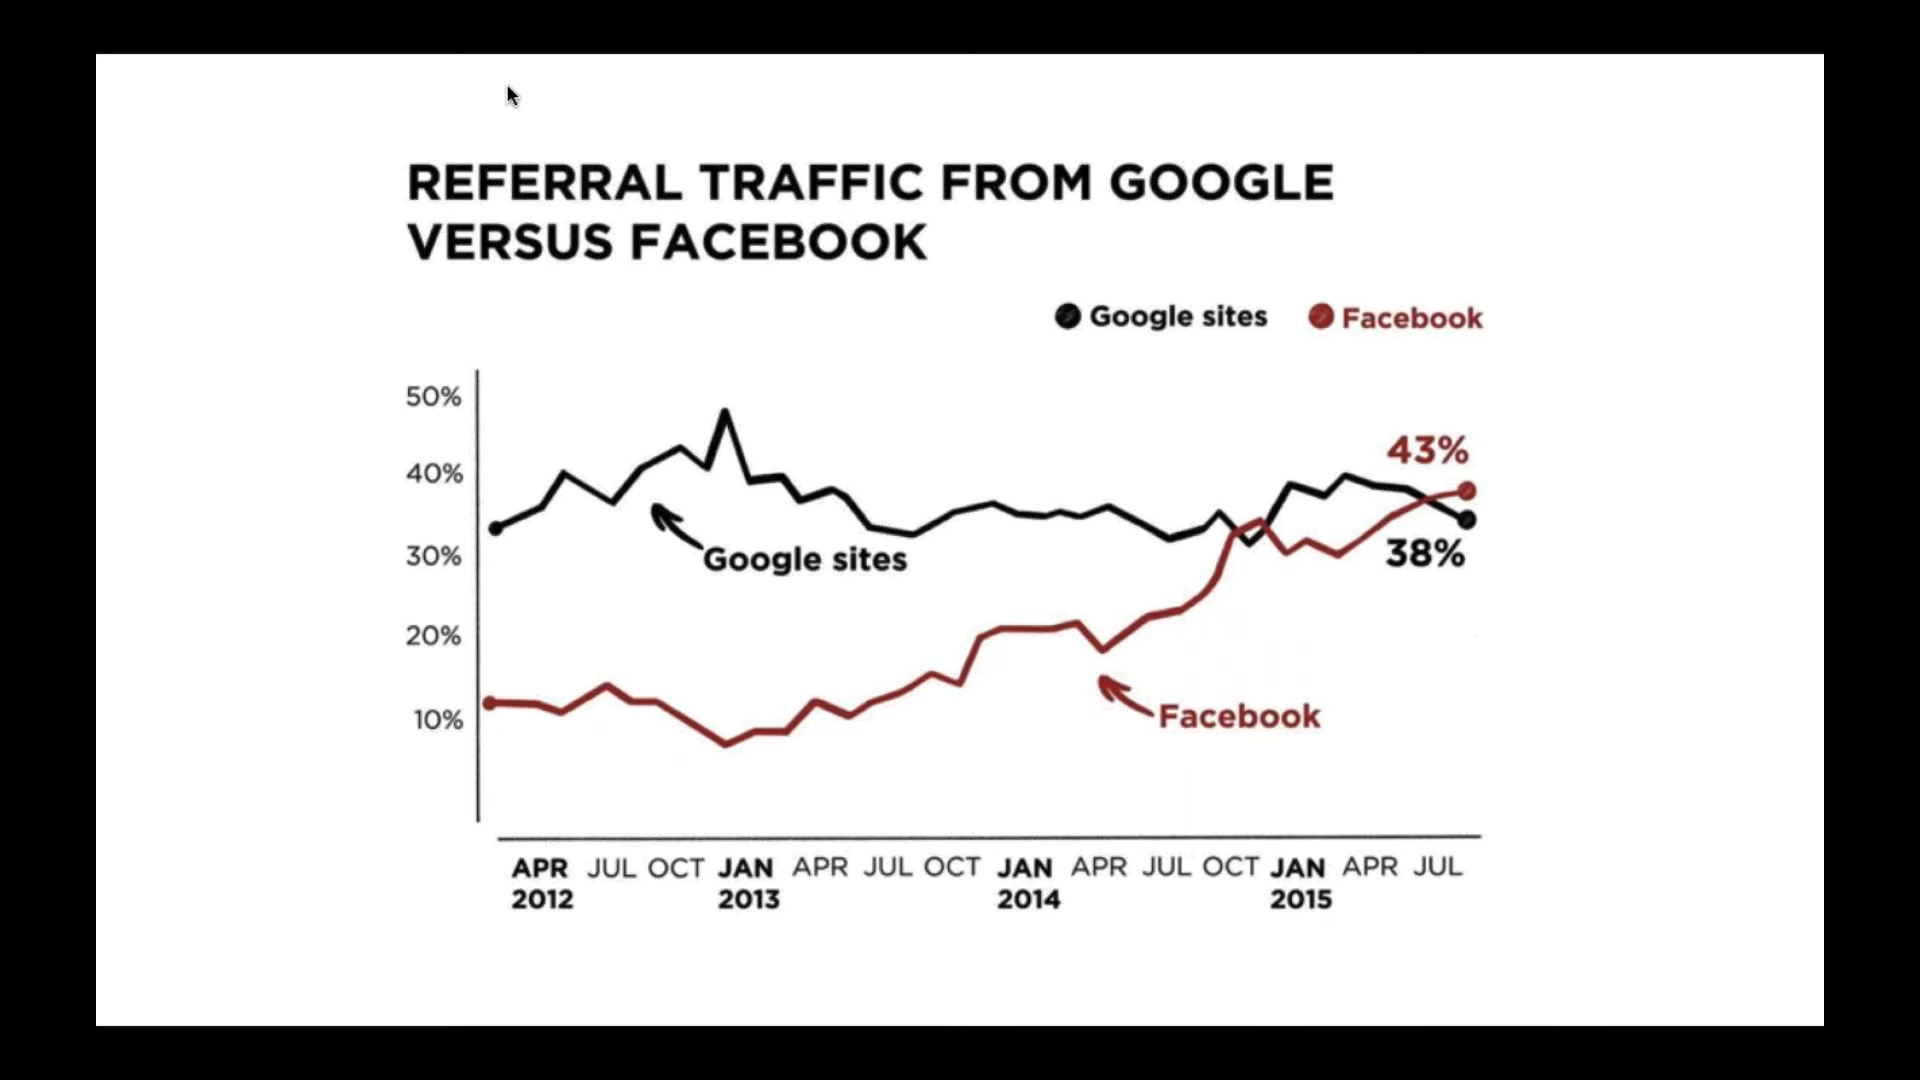 REFERRAL TRAFFIC FROM GOOGLE
VERSUS FACEBOOK
Google sites Facebook
50%
43%
40%
38%
30%
Google sites
20%
Facebook
10%
APR JUL OCT JAN APR JUL OCT JAN APR JUL OCT JAN APR JUL
2012 2013 2014 2015